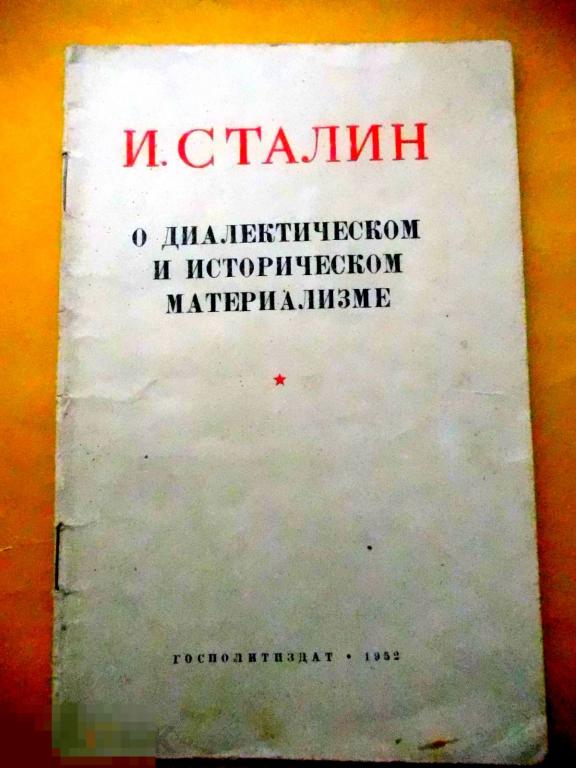 И. СТАЛИН
О ДИАЛЕКТИЧЕСКОМ
И ИСТОРИЧЕСКОМ
МАТЕРИАЛИЗМЕ
ГОСПОЛИТИЗДАТ • 1952